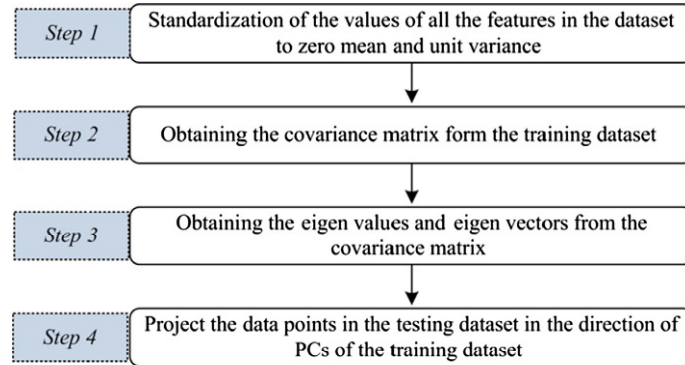 Step 1
Standardization of the values of all the features in the dataset
to zero mean and unit variance
Step 2
Obtaining the covariance matrix form the training dataset
Step 3
Obtaining the eigen values and eigen vectors from the
covariance matrix
Step 4
Project the data points in the testing dataset in the direction of
PCs of the training dataset